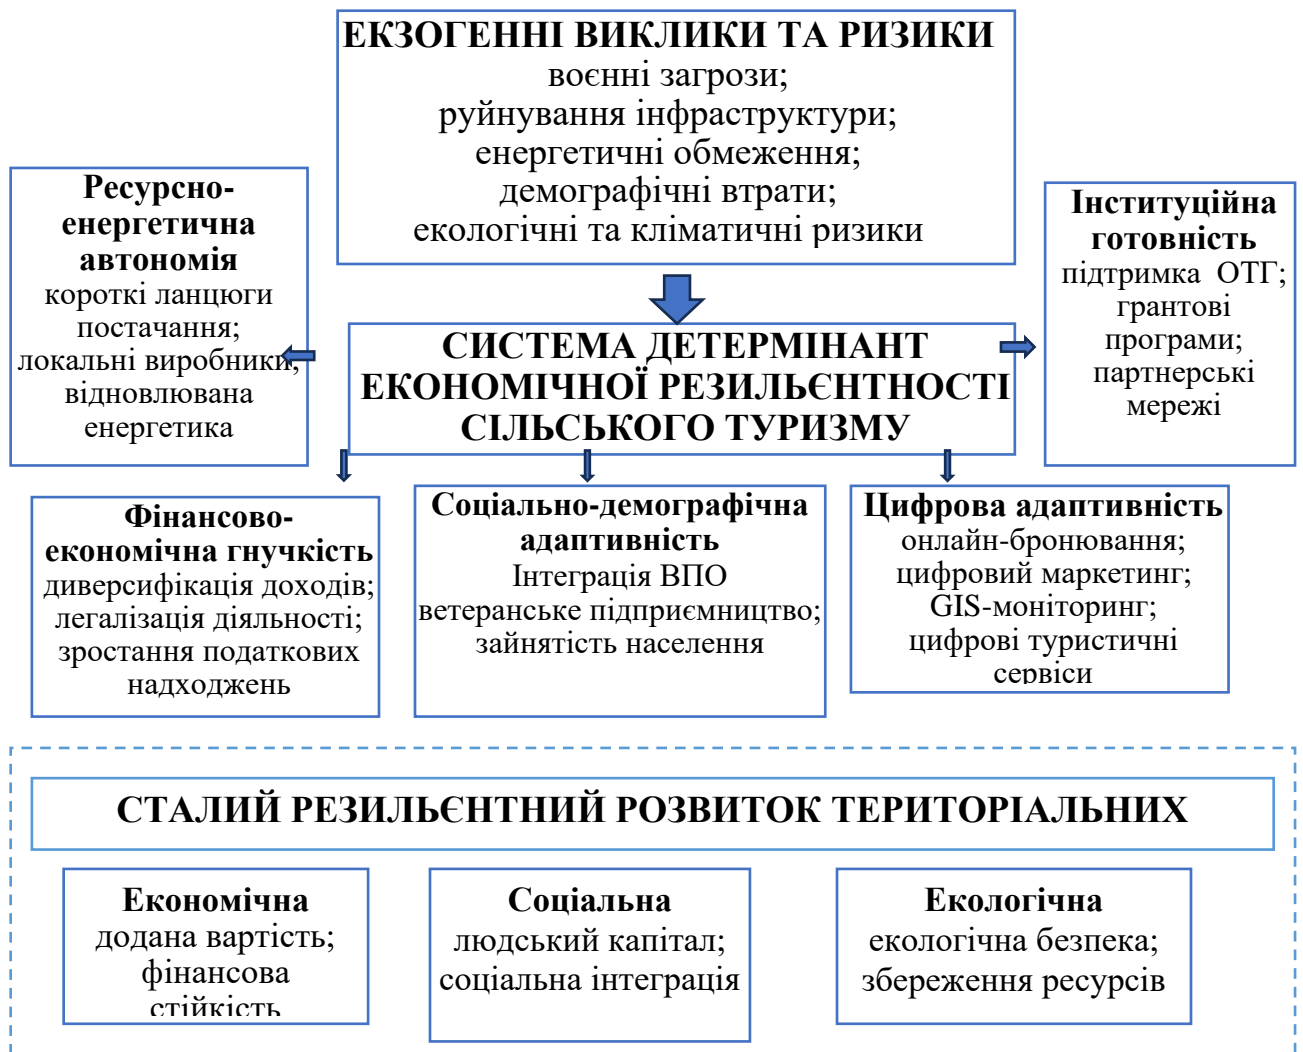 ЕКЗОГЕННІ ВИКЛИКИ ТА РИЗИКИ
воєнні загрози;
руйнування інфраструктури;
енергетичні обмеження;
демографічні втрати;
екологічні та кліматичні ризики
Ресурсно-
енергетична
автономія
короткі ланцюги
постачання;
локальні виробники;
відновлювана
енергетика
СИСТЕМА ДЕТЕРМІНАНТ
ЕКОНОМІЧНОЇ РЕЗИЛЬЄНТНОСТІ
СІЛЬСЬКОГО ТУРИЗМУ
Інституційна
готовність
підтримка ОТГ;
грантові
програми;
партнерські
мережі
Фінансово-
економічна гнучкість
диверсифікація доходів;
легалізація діяльності;
зростання податкових
надходжень
Соціально-демографічна
адаптивність
Інтеграція ВПО
ветеранське підприємництво;
зайнятість населення
Цифрова адаптивність
онлайн-бронювання;
цифровий маркетинг;
GIS-моніторинг;
цифрові туристичні
сервіси
СТАЛИЙ РЕЗИЛЬЄНТНИЙ РОЗВИТОК ТЕРИТОРІАЛЬНИХ
Економічна
додана вартість;
фінансова
стійкість
Соціальна
людський капітал;
соціальна інтеграція
Екологічна
екологічна безпека;
збереження ресурсів